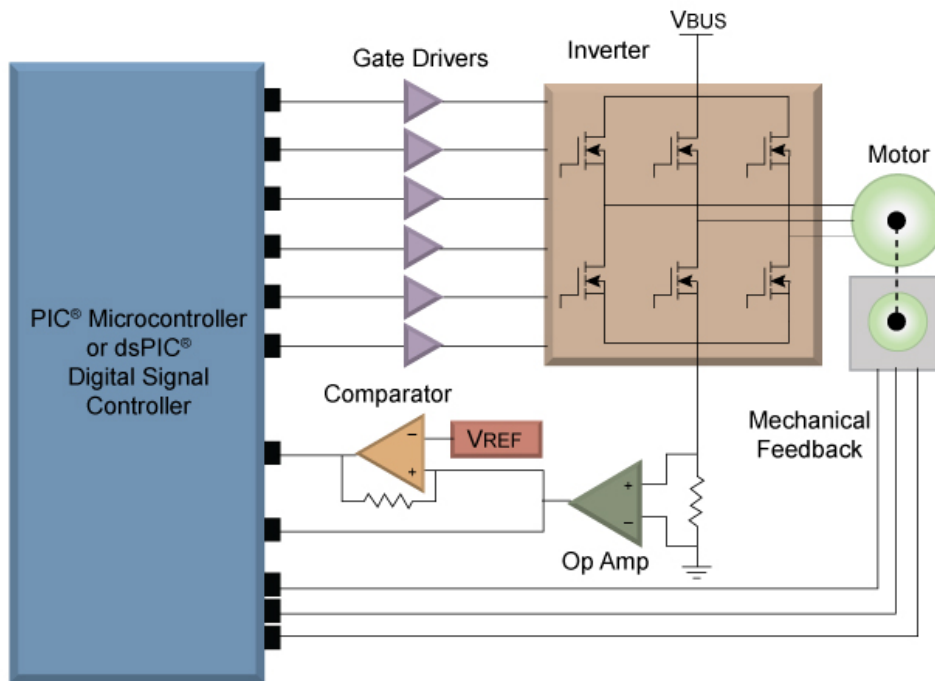 VBUS
Gate Drivers
Inverter
Motor
PIC® Microcontroller
or dsPIC®
Digital Signal
Controller
Comparator
−
VREF
+
Mechanical
Feedback
+
−
Op Amp